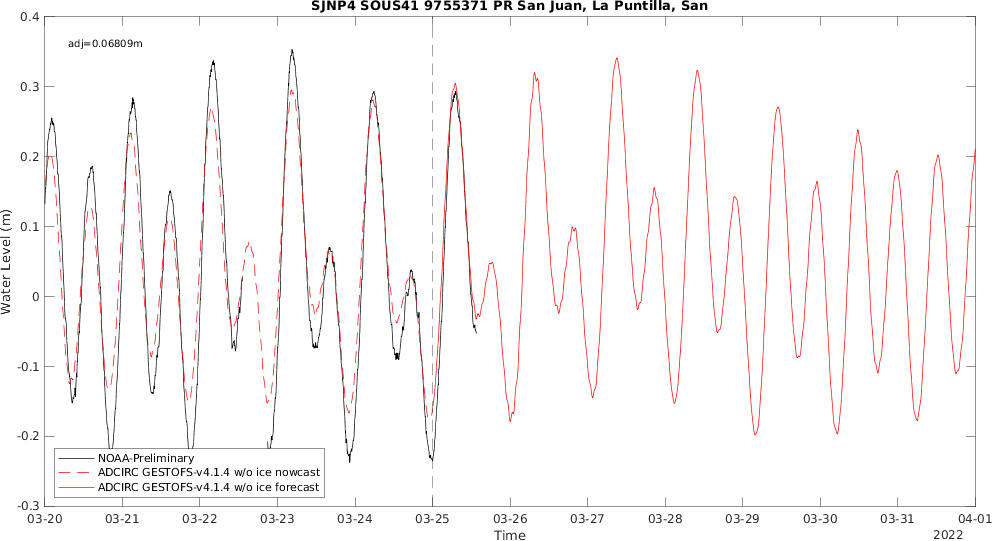 SJNP4 SOUS41 9755371 PR San Juan, La Puntilla, San
adj=0.06809m
Water Level (m)
0.4
0.3
0.2
0.1
0
-0.1
-0.2
-0.3
NOAA-Preliminary
ADCIRC GESTOFS-v4.1.4 w/o ice nowcast
ADCIRC GESTOFS-v4.1.4 w/o ice forecast
03-20 03-21 03-22 03-23 03-24 03-25 03-26 03-27 03-28 03-29 03-30 03-31 04-01
Time
2022